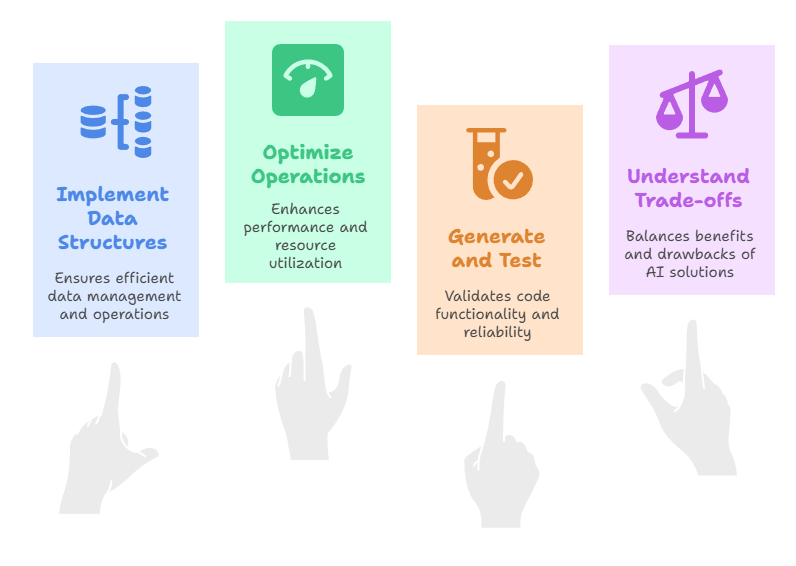 Implement
Data
Structures
Ensures efficient
data management
and operations
Optimize
Operations
Enhances
performance and
resource
utilization
Generate
and Test
Validates code
functionality and
reliability
Understand
Trade-offs
Balances benefits
and drawbacks of
AI solutions